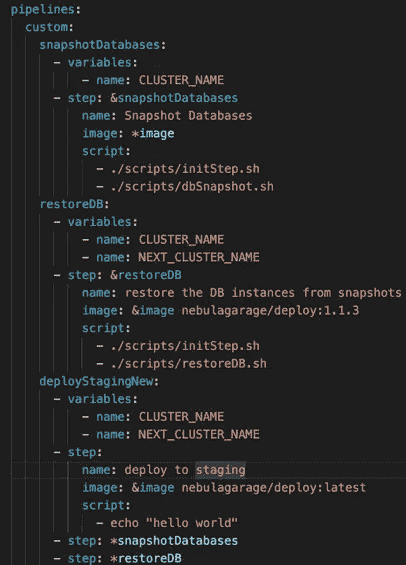 pipelines:
  custom:
    snapshotDatabases:
      - variables:
          - name: CLUSTER_NAME
      - step: &snapshotDatabases
          name: Snapshot Databases
          image: *image
          script:
            - ./scripts/initStep.sh
            - ./scripts/dbSnapshot.sh
    restoreDB:
      - variables:
          - name: CLUSTER_NAME
          - name: NEXT_CLUSTER_NAME
      - step: &restoreDB
          name: restore the DB instances from snapshots
          image: &image nebulagarage/deploy:1.1.3
          script:
            - ./scripts/initStep.sh
            - ./scripts/restoreDB.sh
    deployStagingNew:
      - variables:
          - name: CLUSTER_NAME
          - name: NEXT_CLUSTER_NAME
      - step:
          name: deploy to staging
          image: &image nebulagarage/deploy:latest
          script:
            - echo "hello world"
      - step: *snapshotDatabases
      - step: *restoreDB